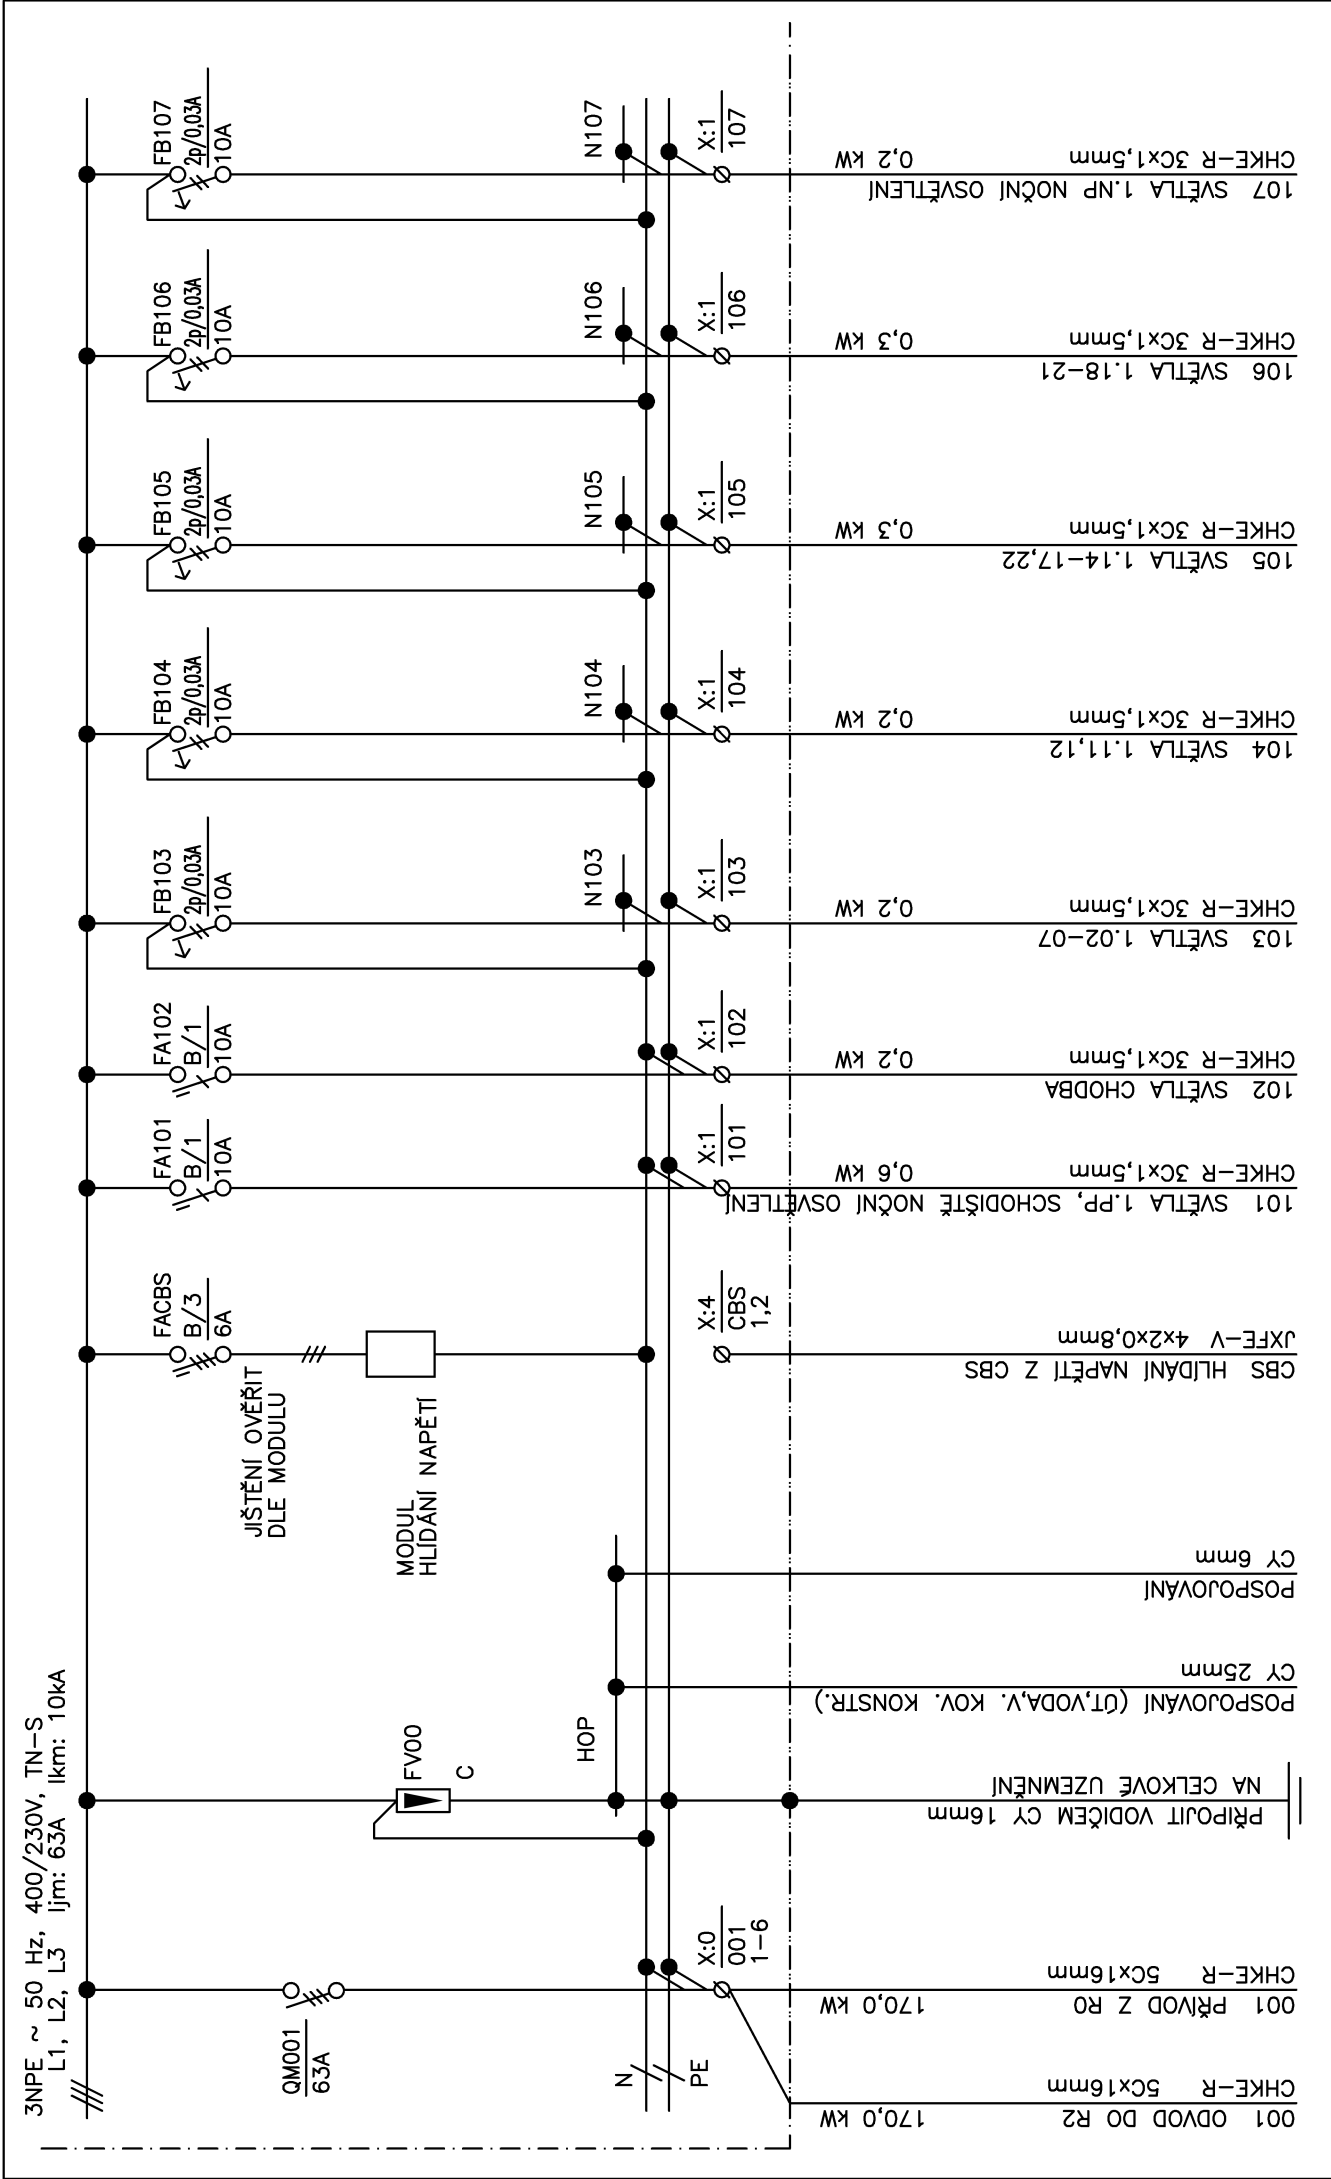 3NPE ~ 50 Hz, 400/230V, TN-S
L1, L2, L3 Ijm: 63A Ikm: 10kA
QM001
63A
N
PE
X:0
001
1-6
FV00
C
HOP
JIŠTĚNÍ OVĚŘIT
DLE MODULU
MODUL
HLÍDÁNÍ NAPĚTÍ
FACBS
B/3
6A
X:4
CBS
1,2
FA101
B/1
10A
X:1
101
FA102
B/1
10A
X:1
102
FB103
2p/0,03A
10A
N103
X:1
103
FB104
2p/0,03A
10A
N104
X:1
104
FB105
2p/0,03A
10A
N105
X:1
105
FB106
2p/0,03A
10A
N106
X:1
106
FB107
2p/0,03A
10A
N107
X:1
107
001 ODVOD DO R2 170,0 kW
CHKE-R 5Cx16mm
001 PŘÍVOD Z R0 170,0 kW
CHKE-R 5Cx16mm
PŘIPOJIT VODIČEM CY 16mm
NA CELKOVÉ UZEMNĚNÍ
POSPOJOVÁNÍ (ÚT,VODA,V. KOV. KONSTR.)
CY 25mm
POSPOJOVÁNÍ
CY 6mm
CBS HLÍDÁNÍ NAPĚTÍ Z CBS
JXFE-V 4x2x0,8mm
101 SVĚTLA 1.PP, SCHODIŠTĚ NOČNÍ OSVĚTLENÍ
CHKE-R 3Cx1,5mm 0,6 kW
102 SVĚTLA CHODBA
CHKE-R 3Cx1,5mm 0,2 kW
103 SVĚTLA 1.02-07
CHKE-R 3Cx1,5mm 0,2 kW
104 SVĚTLA 1.11,12
CHKE-R 3Cx1,5mm 0,2 kW
105 SVĚTLA 1.14-17,22
CHKE-R 3Cx1,5mm 0,3 kW
106 SVĚTLA 1.18-21
CHKE-R 3Cx1,5mm 0,3 kW
107 SVĚTLA 1.NP NOČNÍ OSVĚTLENÍ
CHKE-R 3Cx1,5mm 0,2 kW